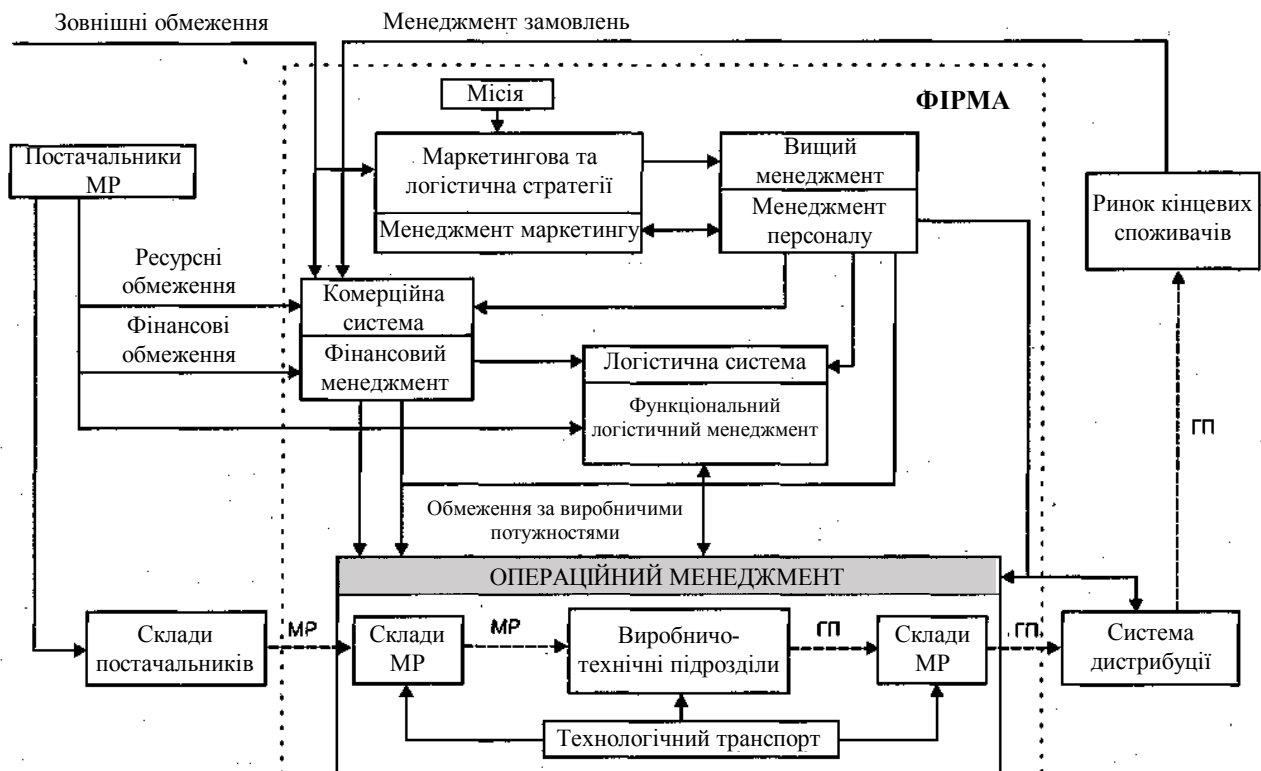 Зовнішні обмеження
Менеджмент замовлень
Місія
ФІРМА
Постачальники
МР
Маркетингова та
логістична стратегії
Менеджмент маркетингу
Вищий
менеджмент
Менеджмент
персоналу
Ринок кінцевих
споживачів
Ресурсні
обмеження
Фінансові
обмеження
Комерційна
система
Фінансовий
менеджмент
Логістична система
Функціональний
логістичний менеджмент
ГП
Обмеження за виробничими
потужностями
ОПЕРАЦІЙНИЙ МЕНЕДЖМЕНТ
Склади
постачальників
МР
Склади
МР
МР
Виробничо-
технічні підрозділи
ГП
Склади
МР
ГП
Система
дистрибуції
Технологічний транспорт